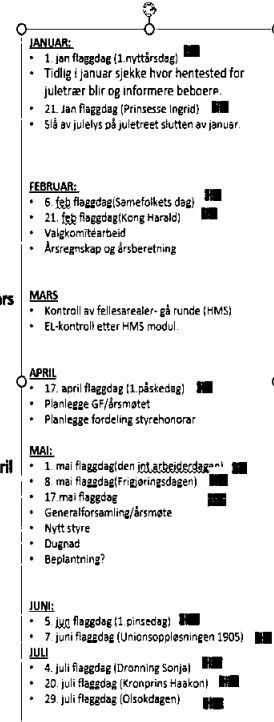 JANUAR:
• 1. jan flaggdag (1.nyttårsdag)
• Tidlig i januar sjekke hvor hentested for
juletrær blir og informere beboere.
• 21. Jan flaggdag (Prinsesse Ingrid)
• Slå av julelys på juletreet slutten av januar.
FEBRUAR:
• 6. feb flaggdag(Samefolkets dag)
• 21. feb flaggdag(Kong Harald)
• Valgkomitéarbeid
• Årsregnskap og årsberetning
ars
MARS
• Kontroll av fellesarealer- gå runde (HMS)
• EL-kontroll etter HMS modul.
APRIL
• 17. april flaggdag (1.påskedag)
• Planlegge GF/årsmøtet
• Planlegge fordeling styrehonorar
ril
MAI:
• 1. mai flaggdag(den int.arbeiderdagen)
• 8. mai flaggdag(Frigjøringsdagen)
• 17.mai flaggdag
• Generalforsamling/årsmøte
• Nytt styre
• Dugnad
• Beplantning?
JUNI:
• 5. jun flaggdag (1.pinsedag)
• 7. juni flaggdag (Unionsoppløsningen 1905)
JULI
• 4. juli flaggdag (Dronning Sonja)
• 20. juli flaggdag (Kronprins Haakon)
• 29. juli flaggdag (Olsokdagen)